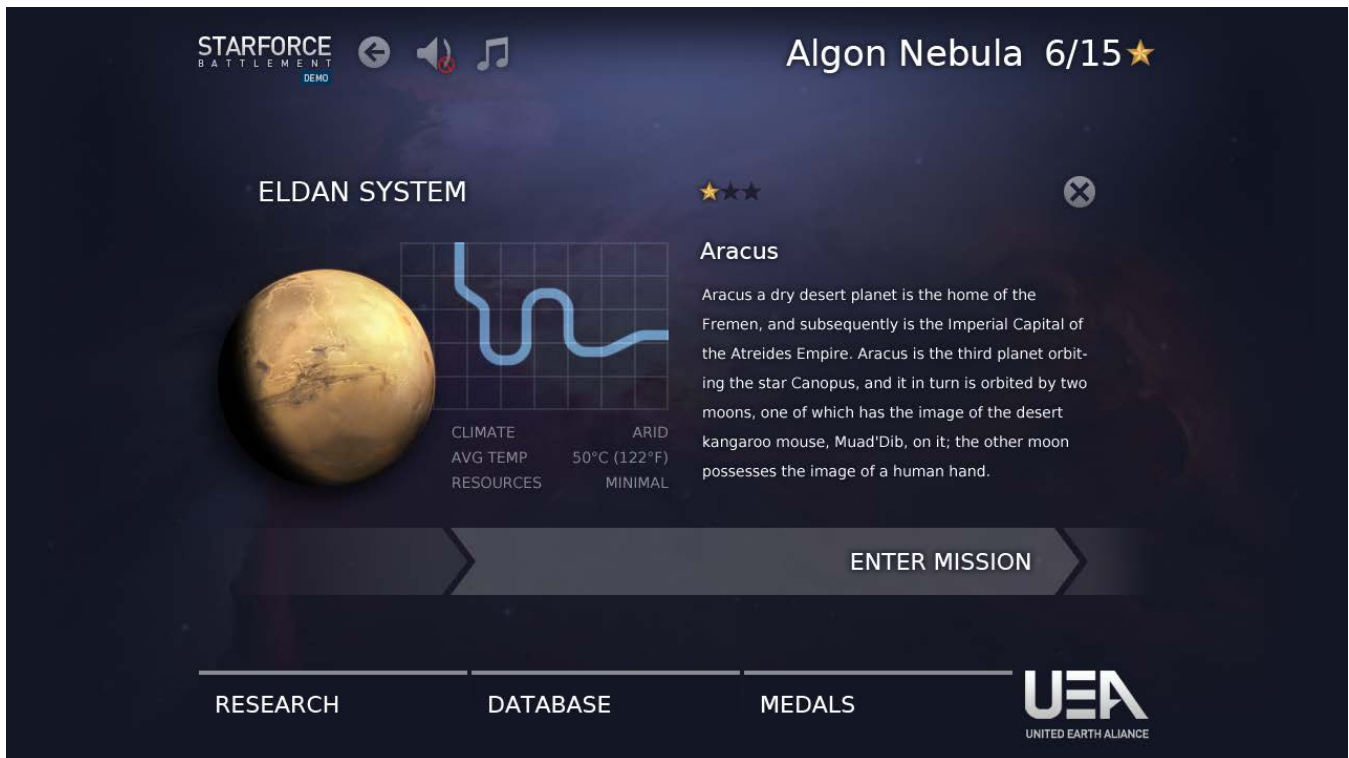 STARFORCE
BATTLEMENT
DEMO
Algon Nebula 6/15
ELDAN SYSTEM
Aracus
Aracus a dry desert planet is the home of the
Fremen, and subsequently is the Imperial Capital of
the Atreides Empire. Aracus is the third planet orbit-
ing the star Canopus, and it in turn is orbited by two
moons, one of which has the image of the desert
kangaroo mouse, Muad'Dib, on it; the other moon
possesses the image of a human hand.
CLIMATE ARID
AVG TEMP 50°C (122°F)
RESOURCES MINIMAL
ENTER MISSION
RESEARCH
DATABASE
MEDALS
UEA
UNITED EARTH ALIANCE